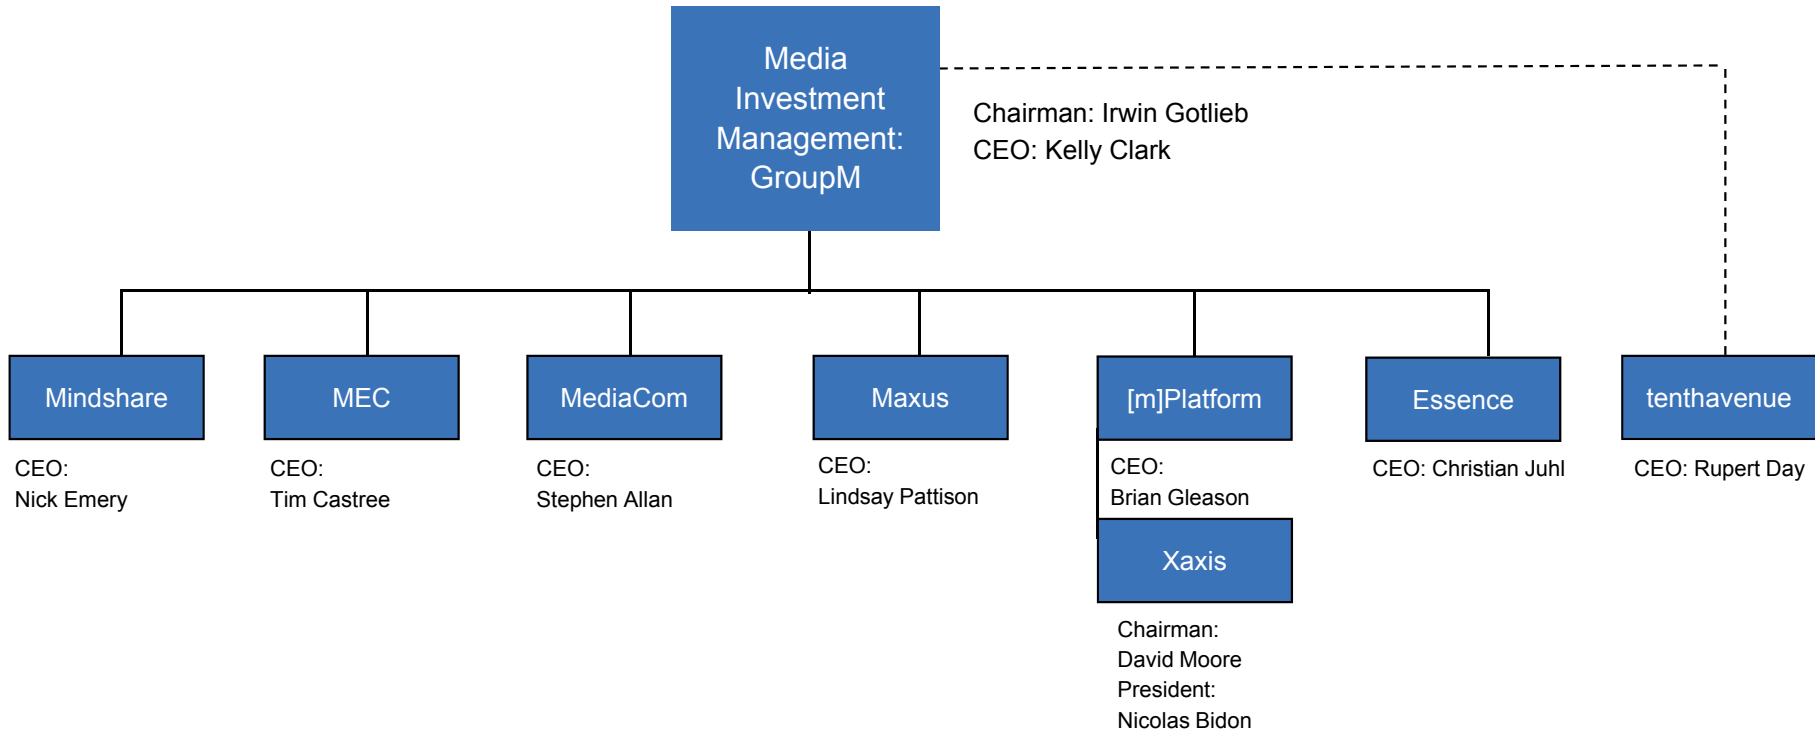 Media
Investment
Management:
GroupM
Chairman: Irwin Gotlieb
CEO: Kelly Clark
Mindshare
CEO:
Nick Emery
MEC
CEO:
Tim Castree
MediaCom
CEO:
Stephen Allan
Maxus
CEO:
Lindsay Pattison
[m]Platform
CEO:
Brian Gleason
Xaxis
Chairman:
David Moore
President:
Nicolas Bidon
Essence
CEO: Christian Juhl
tenthavenue
CEO: Rupert Day